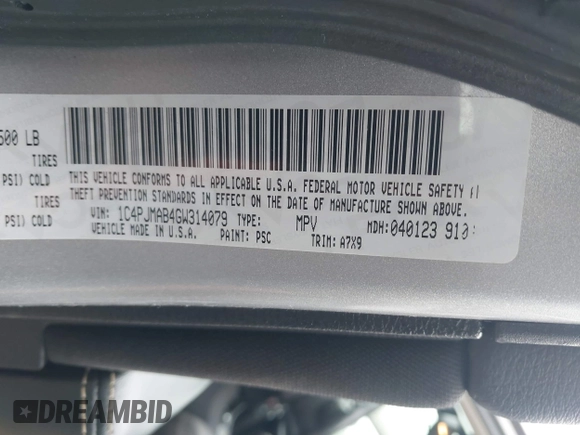 500 LB
TIRES
PSI) COLD
TIRES
PSI) COLD
THIS VEHICLE CONFORMS TO ALL APPLICABLE U.S.A. FEDERAL MOTOR VEHICLE SAFETY
THEFT PREVENTION STANDARDS IN EFFECT ON THE DATE OF MANUFACTURE SHOWN ABOVE.
VIN: 1C4PJMAB4GW314079 TYPE: MPV MDH:040123 910
VEHICLE MADE IN U.S.A. PAINT: PSC TRIM: A7X9
DREAMBID